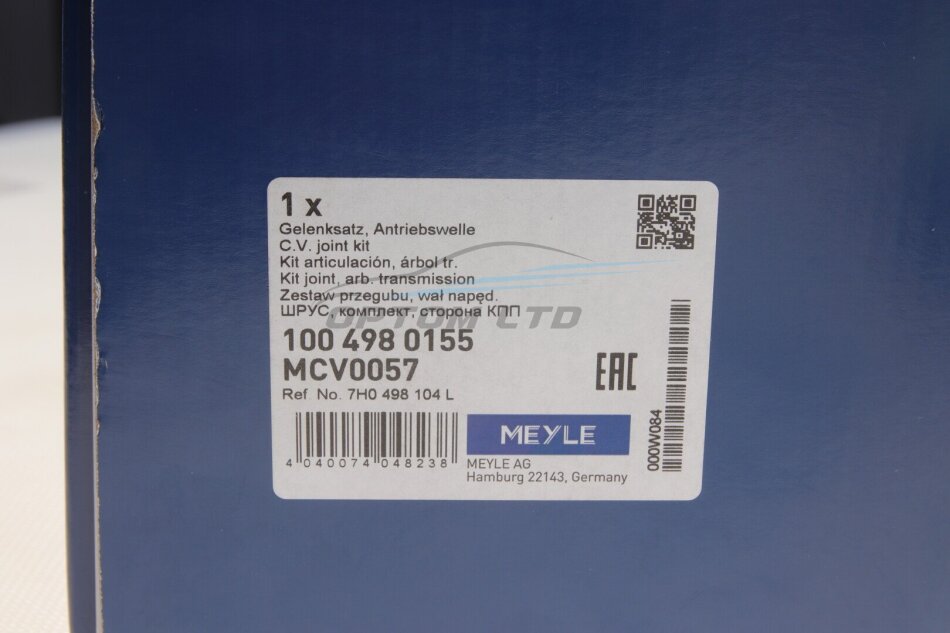 1 x
Gelenksatz, Antriebswelle
C.V. joint kit
Kit articulación, árbol tr.
Kit joint, arb. transmission
Zestaw przegubu, wał napęd.
ШРУС, комплект, сторона КПП
OPTOM LTD
100 498 0155
MCV0057
Ref No. 7H0 498 104 L
EAC
4 040074 048238
MEYLE
MEYLE AG
Hamburg 22143, Germany
000W084